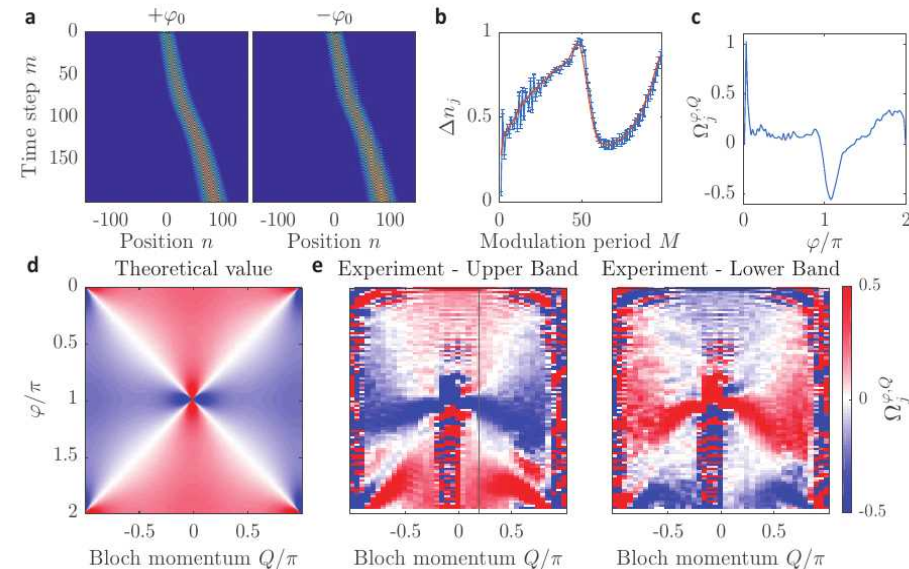 a
+φ₀
−φ₀
Time step m
0
50
100
150
-100
0
100
-100
0
100
Position n
Position n
b
Δn_j
1
0.5
0
0
50
Modulation period M
c
Ω_j^{φ,Q}
1
0.5
0
-0.5
0
1
2
φ/π
d
Theoretical value
φ/π
0
0.5
1
1.5
2
-0.5
0
0.5
Bloch momentum Q/π
e
Experiment - Upper Band
-0.5
0
0.5
Bloch momentum Q/π
Experiment - Lower Band
-0.5
0
0.5
Bloch momentum Q/π
0.5
0
-0.5
Ω_j^{φ,Q}